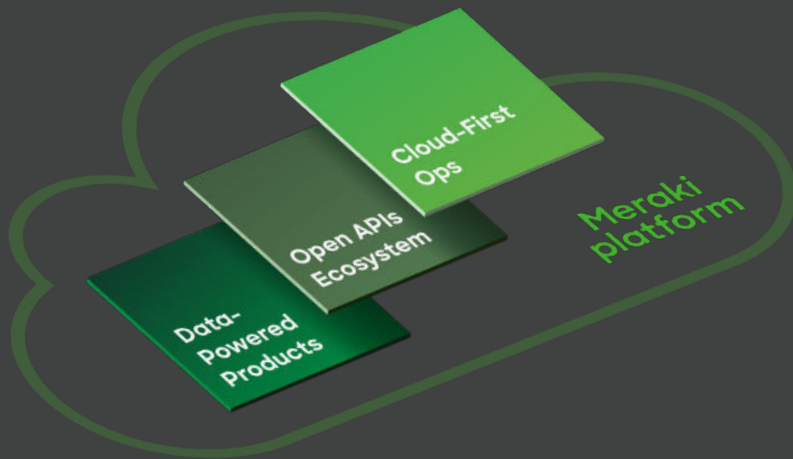 Cloud-First
Ops
Open APIs
Ecosystem
Data-
Powered
Products
Meraki
platform